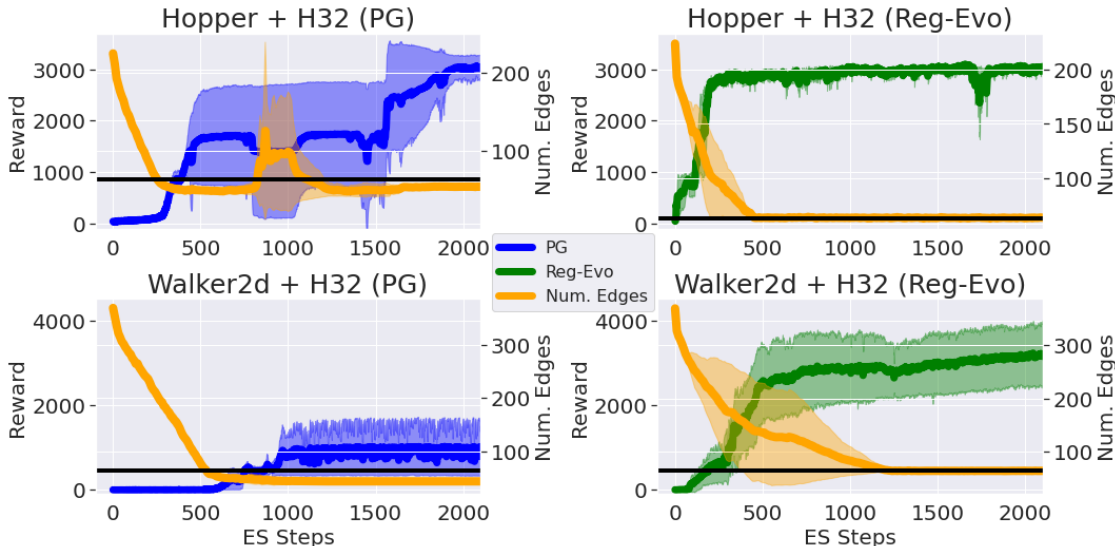 Hopper + H32 (PG)
3000
2000
1000
0
Reward
200
100
Num. Edges
0 500 1000 1500 2000
Hopper + H32 (Reg-Evo)
3000
2000
1000
0
Reward
200
150
100
Num. Edges
0 500 1000 1500 2000
PG
Reg-Evo
Num. Edges
Walker2d + H32 (PG)
4000
2000
0
Reward
300
200
100
Num. Edges
0 500 1000 1500 2000
ES Steps
Walker2d + H32 (Reg-Evo)
4000
2000
0
Reward
300
200
100
Num. Edges
0 500 1000 1500 2000
ES Steps